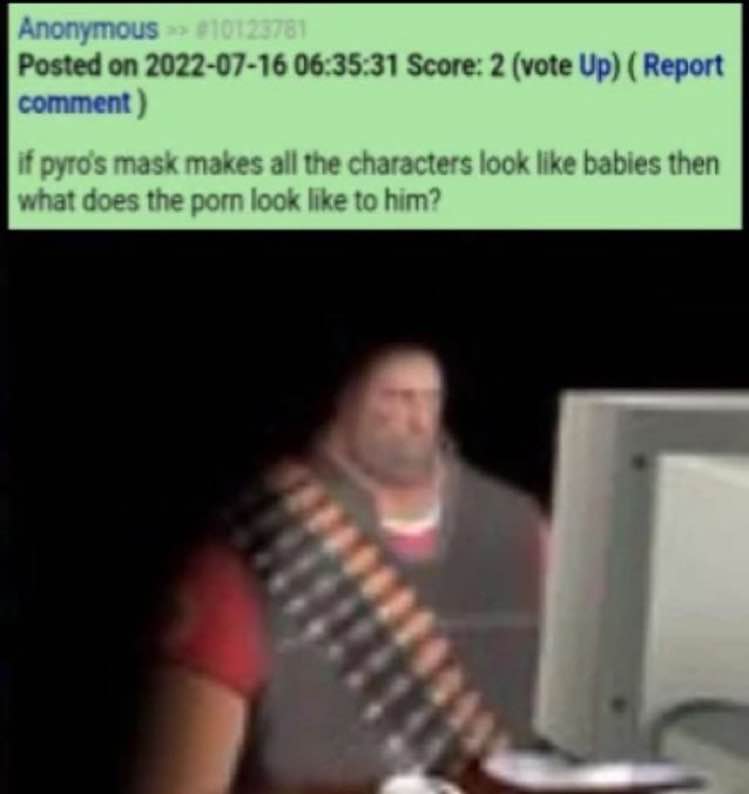 Anonymous >> #10123781
Posted on 2022-07-16 06:35:31 Score: 2 (vote Up) ( Report
comment )
if pyro's mask makes all the characters look like babies then
what does the porn look like to him?